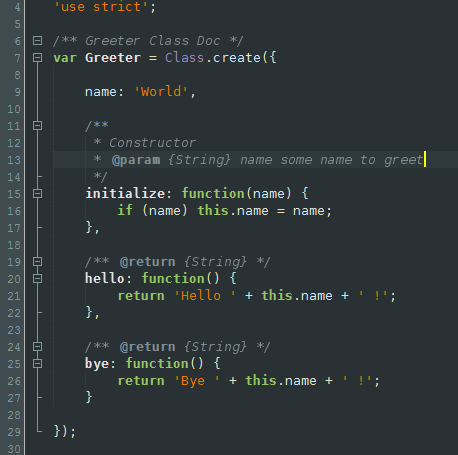 4 'use strict';
5
6 /** Greeter Class Doc */
7 var Greeter = Class.create({
8
9     name: 'World',
10
11     /**
12      * Constructor
13      * @param {String} name some name to greet
14      */
15     initialize: function(name) {
16         if (name) this.name = name;
17     },
18
19     /** @return {String} */
20     hello: function() {
21         return 'Hello ' + this.name + ' !';
22     },
23
24     /** @return {String} */
25     bye: function() {
26         return 'Bye ' + this.name + ' !';
27     }
28
29 });
30